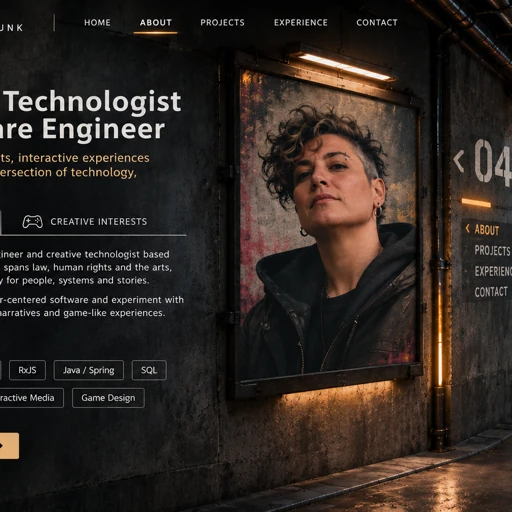 UNK
HOME ABOUT PROJECTS EXPERIENCE CONTACT
Technologist
are Engineer
ts, interactive experiences
ersection of technology,
CREATIVE INTERESTS
gineer and creative technologist based
spans law, human rights and the arts,
y for people, systems and stories.
r-centered software and experiment with
narratives and game-like experiences.
RxJS Java / Spring SQL
ractive Media Game Design
04
ABOUT
PROJECTS
EXPERIENC
CONTACT